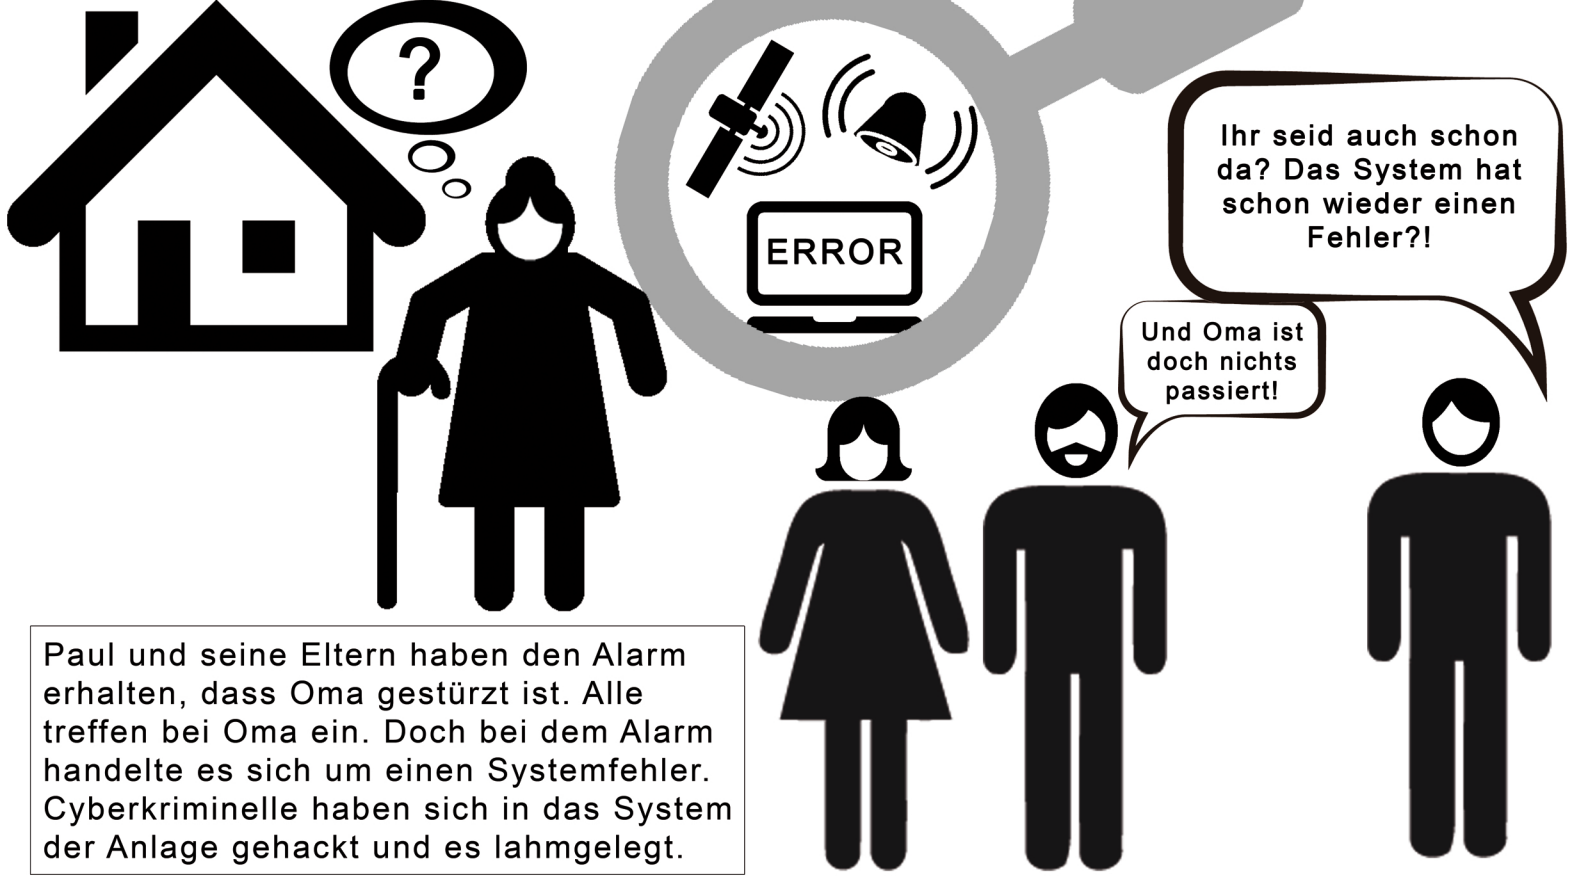 ?
ERROR
Ihr seid auch schon
da? Das System hat
schon wieder einen
Fehler?!
Und Oma ist
doch nichts
passiert!
Paul und seine Eltern haben den Alarm
erhalten, dass Oma gestürzt ist. Alle
treffen bei Oma ein. Doch bei dem Alarm
handelte es sich um einen Systemfehler.
Cyberkriminelle haben sich in das System
der Anlage gehackt und es lahmgelegt.